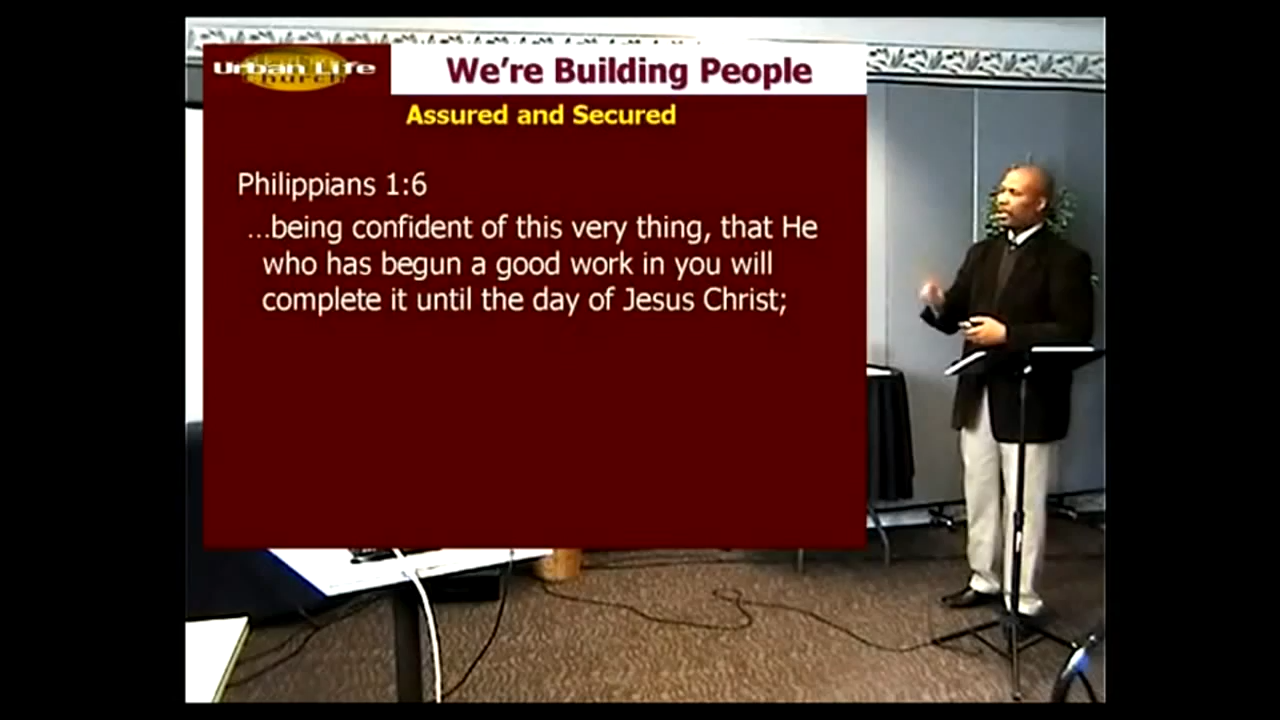 Urban Life
church
We're Building People
Assured and Secured
Philippians 1:6
...being confident of this very thing, that He
who has begun a good work in you will
complete it until the day of Jesus Christ;